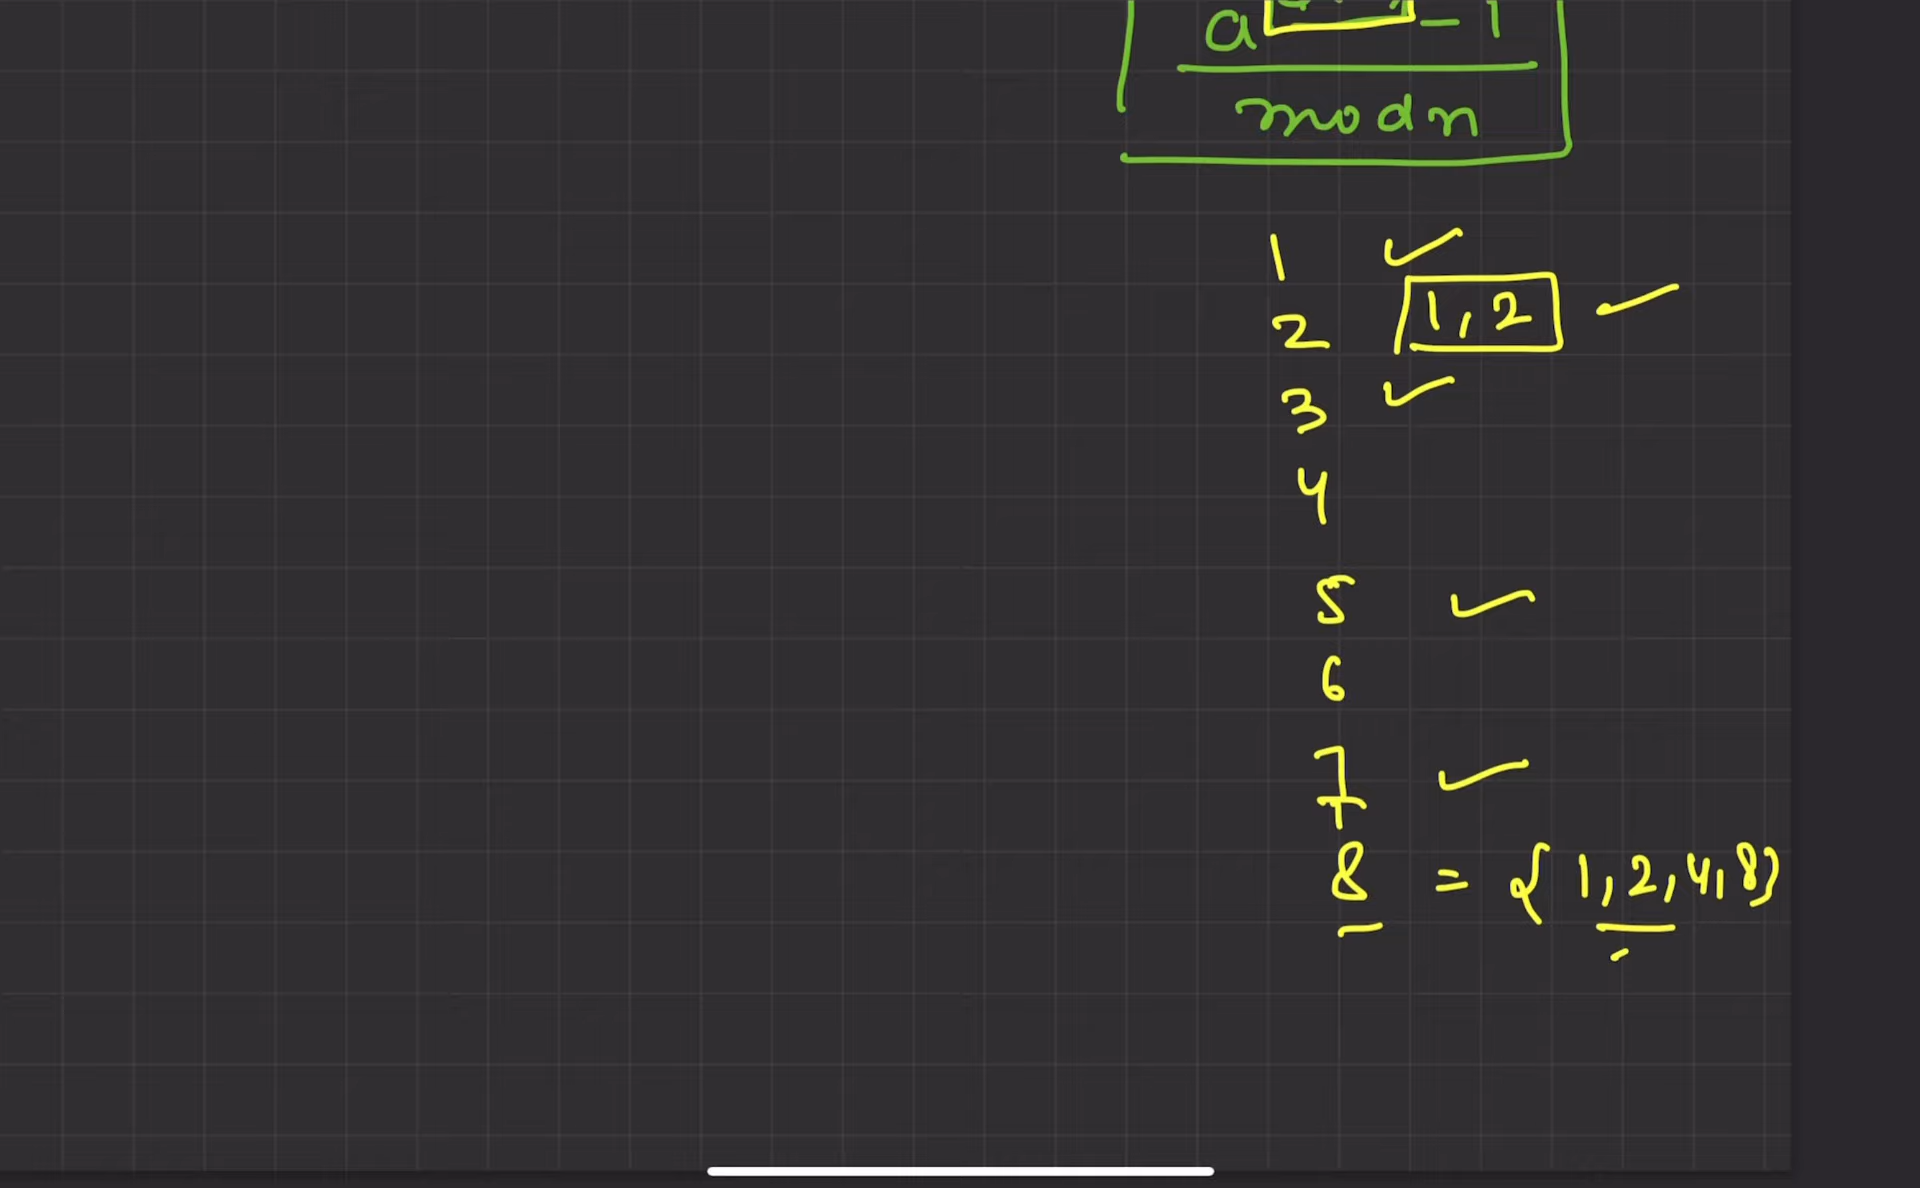 a - 1
mod n
1 ✓
2 1, 2 ✓
3 ✓
4
5 ✓
6
7 ✓
8 = { 1, 2, 4, 8}